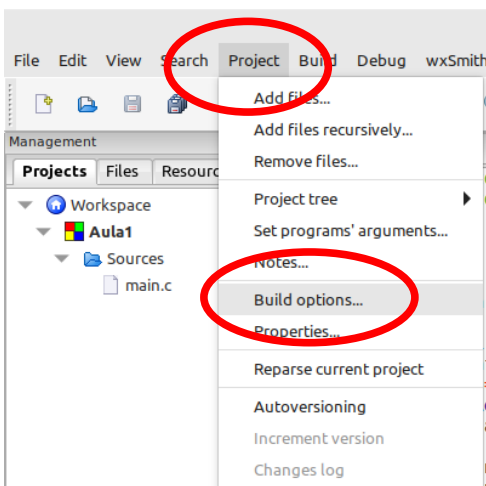 File Edit View Search Project Build Debug wxSmith
Management
Projects Files Resourc
Workspace
Aula1
Sources
main.c
Add files...
Add files recursively...
Remove files...
Project tree
Set programs' arguments...
Notes...
Build options...
Properties...
Reparse current project
Autoversioning
Increment version
Changes log